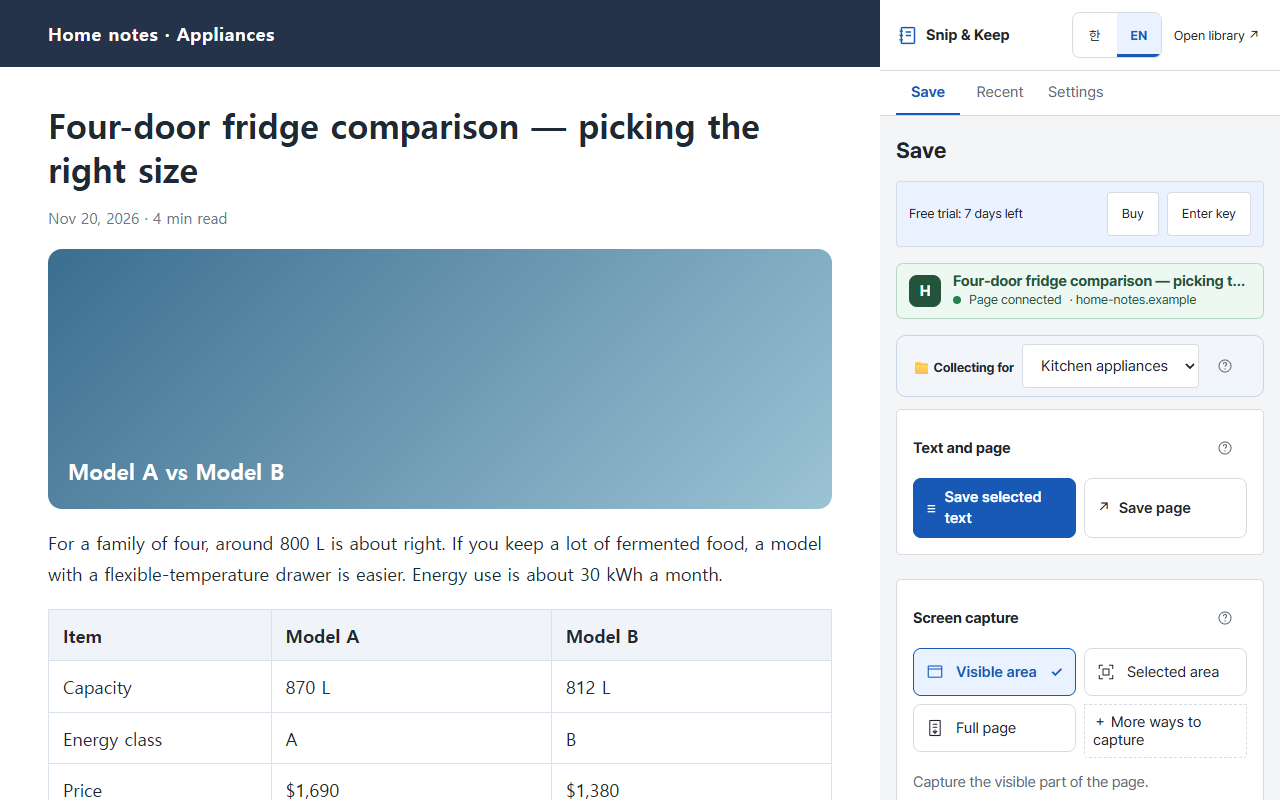 Home notes · Appliances
Four-door fridge comparison — picking the
right size
Nov 20, 2026 · 4 min read
Model A vs Model B
For a family of four, around 800 L is about right. If you keep a lot of fermented food, a model
with a flexible-temperature drawer is easier. Energy use is about 30 kWh a month.
Item Model A Model B
Capacity 870 L 812 L
Energy class A B
Price $1,690 $1,380
Snip & Keep 한 EN Open library ↗
Save Recent Settings
Save
Free trial: 7 days left Buy Enter key
H
Four-door fridge comparison — picking t...
Page connected · home-notes.example
Collecting for Kitchen appliances ?
Text and page ?
Save selected
text
↗ Save page
Screen capture ?
Visible area ✓ Selected area
Full page
+ More ways to
capture
Capture the visible part of the page.